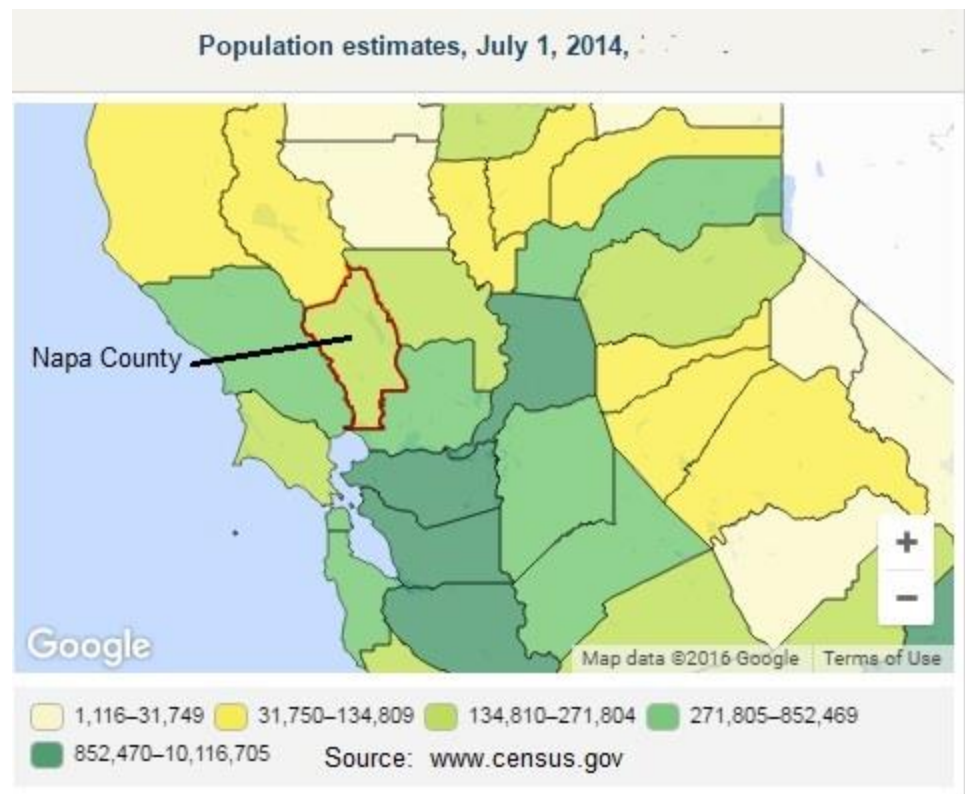 Population estimates, July 1, 2014,
Napa County
+
−
Google
Map data ©2016 Google
Terms of Use
1,116–31,749
31,750–134,809
134,810–271,804
271,805–852,469
852,470–10,116,705
Source: www.census.gov